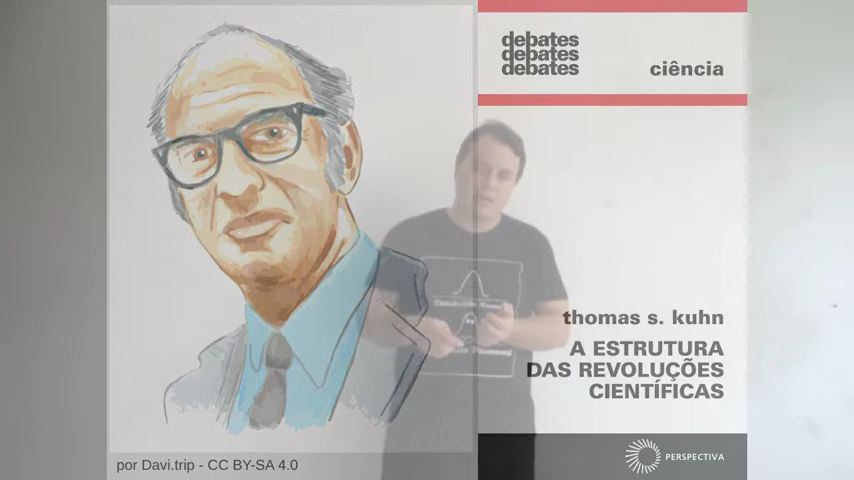 debates
debates
debates
ciência
thomas s. kuhn
A ESTRUTURA
DAS REVOLUÇÕES
CIENTÍFICAS
PERSPECTIVA
por Davi.trip - CC BY-SA 4.0